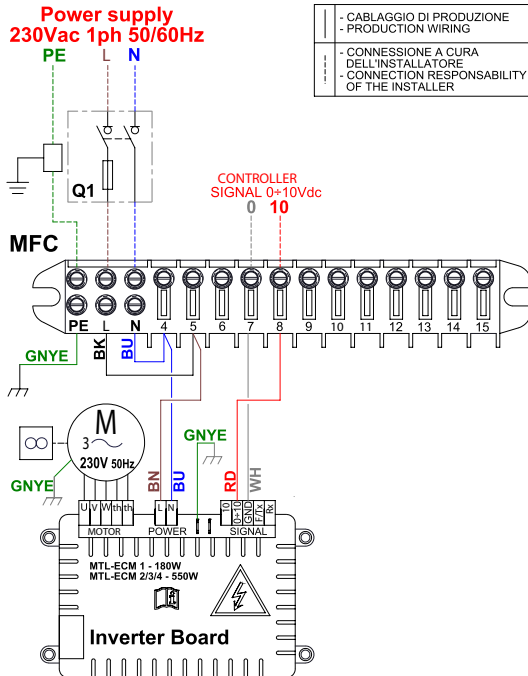 Power supply
230Vac 1ph 50/60Hz
PE L N
- CABLAGGIO DI PRODUZIONE
- PRODUCTION WIRING
- CONNESSIONE A CURA
DELL'INSTALLATORE
- CONNECTION RESPONSABILITY
OF THE INSTALLER
Q1
CONTROLLER
SIGNAL 0÷10Vdc
0 10
MFC
PE L N 4 5 6 7 8 9 10 11 12 13 14 15
GNYE
BK
BU
M
3
230V 50Hz
8
GNYE
BN
BU
GNYE
RD
WH
U V W th th
L N
10 0÷10 GND F/Tx Rx
MOTOR POWER SIGNAL
MTL-ECM 1 - 180W
MTL-ECM 2/3/4 - 550W
i
Inverter Board